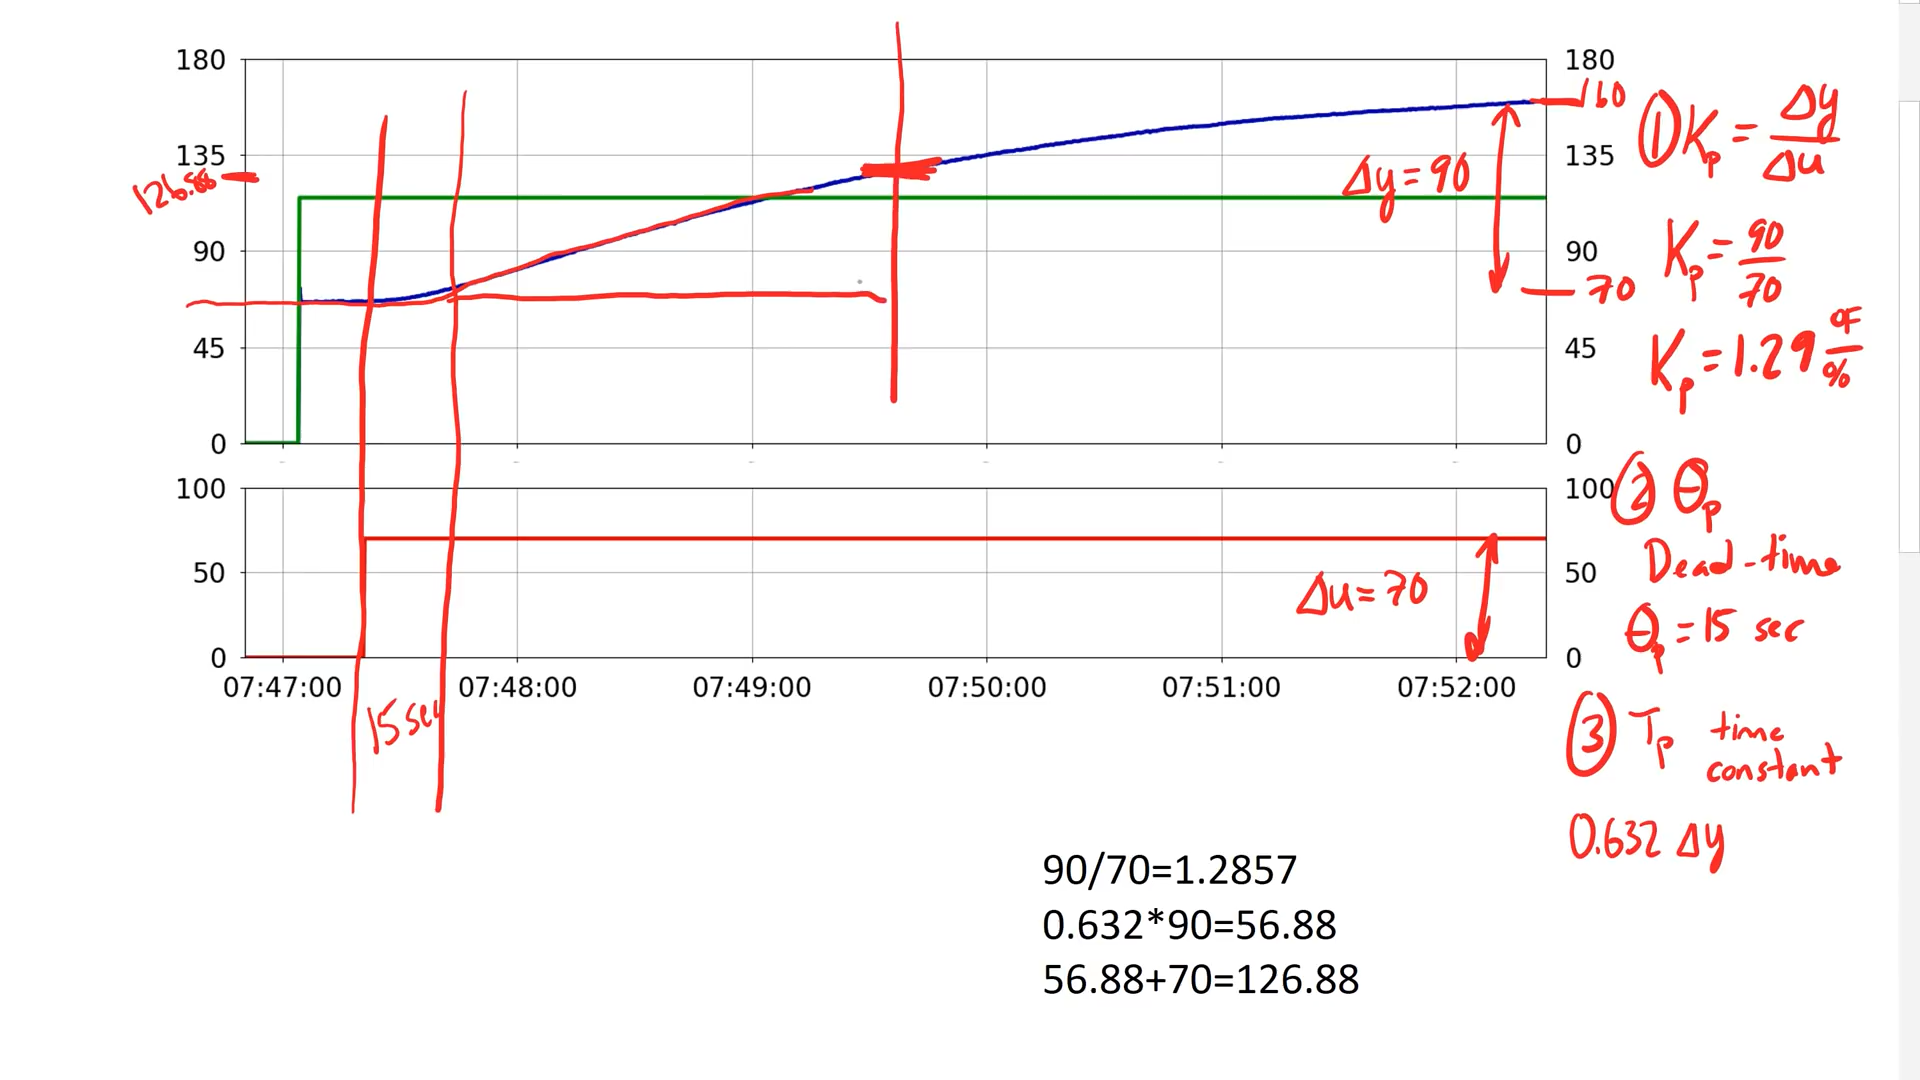 180
135
90
45
0
126.88
180
160
135
90
70
45
0
Δy=90
① Kp = Δy/Δu
Kp = 90/70
Kp = 1.29 °F/%
100
50
0
100
50
0
Δu=70
07:47:00 07:48:00 07:49:00 07:50:00 07:51:00 07:52:00
15 sec
② θp
Dead-time
θp = 15 sec
③ Tp time
constant
0.632 Δy
90/70=1.2857
0.632*90=56.88
56.88+70=126.88